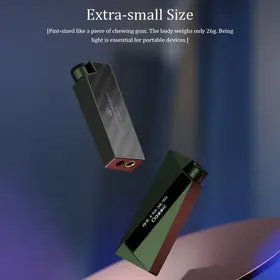 Extra-small Size
[Pint-sized like a piece of chewing gum. The body weighs only 26g. Being
light is essential for portable devices.]